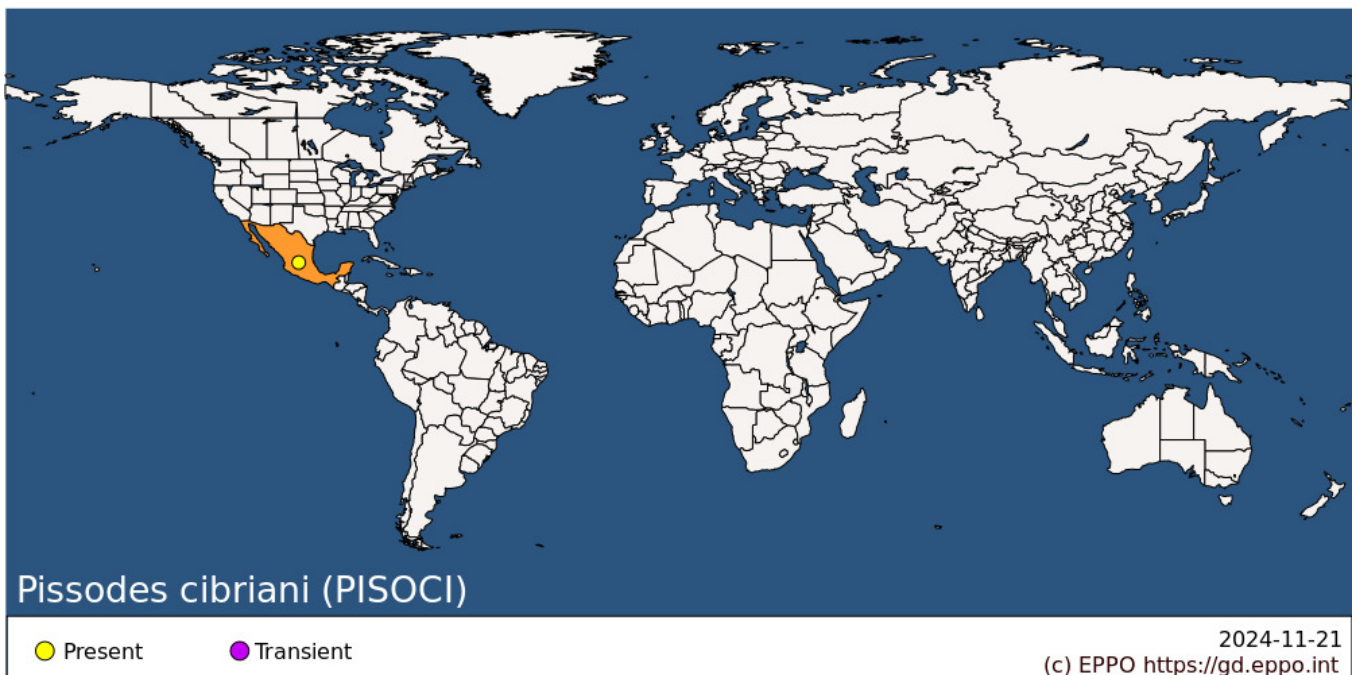 Pissodes cibriani (PISOCI)
Present
Transient
2024-11-21
(c) EPPO https://gd.eppo.int